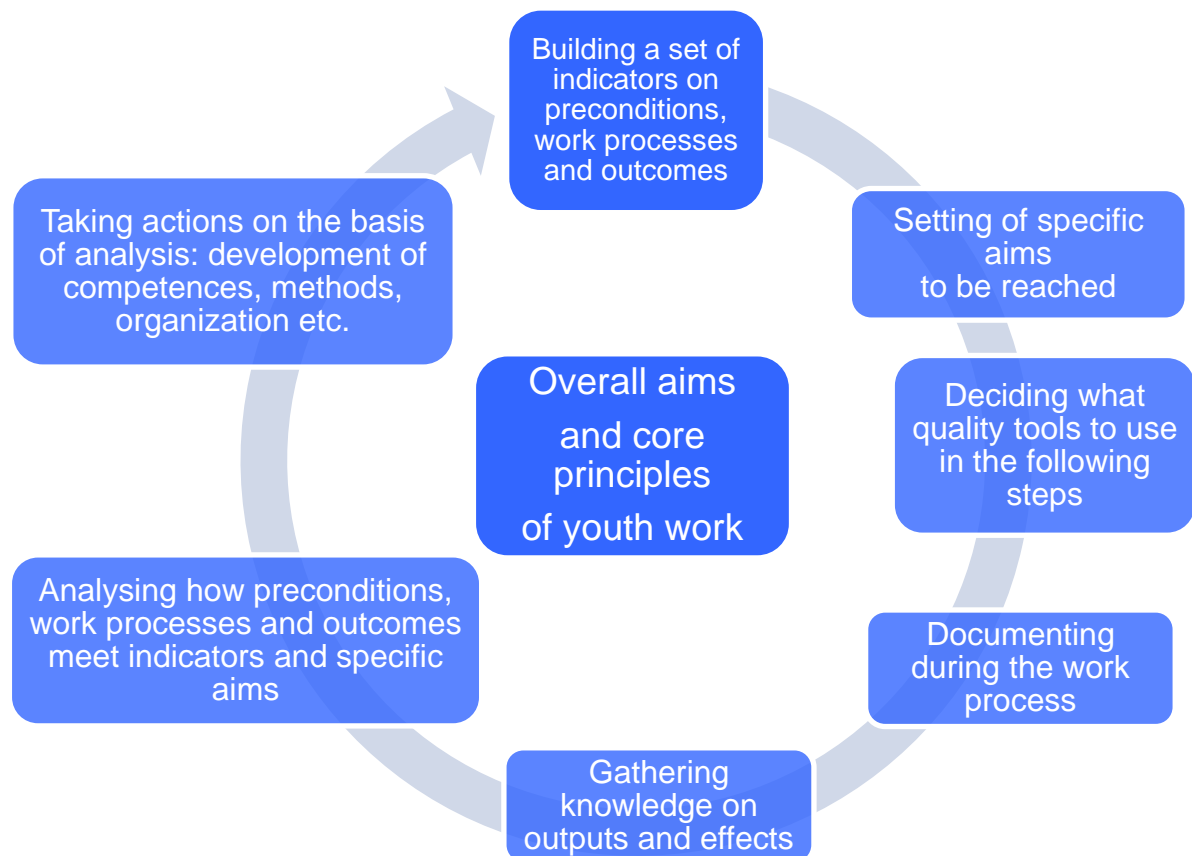 Building a set of
indicators on
preconditions,
work processes
and outcomes
Setting of specific
aims
to be reached
Deciding what
quality tools to use
in the following
steps
Documenting
during the work
process
Gathering
knowledge on
outputs and effects
Analysing how preconditions,
work processes and outcomes
meet indicators and specific
aims
Taking actions on the basis
of analysis: development of
competences, methods,
organization etc.
Overall aims
and core
principles
of youth work